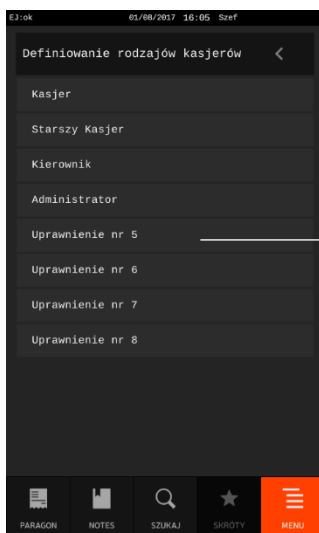 EJ:ok 01/08/2017 16:05 Szef
Definiowanie rodzajów kasjerów
Kasjer
Starszy Kasjer
Kierownik
Administrator
Uprawnienie nr 5
Uprawnienie nr 6
Uprawnienie nr 7
Uprawnienie nr 8
PARAGON NOTES SZUKAJ SKRÓTY MENU